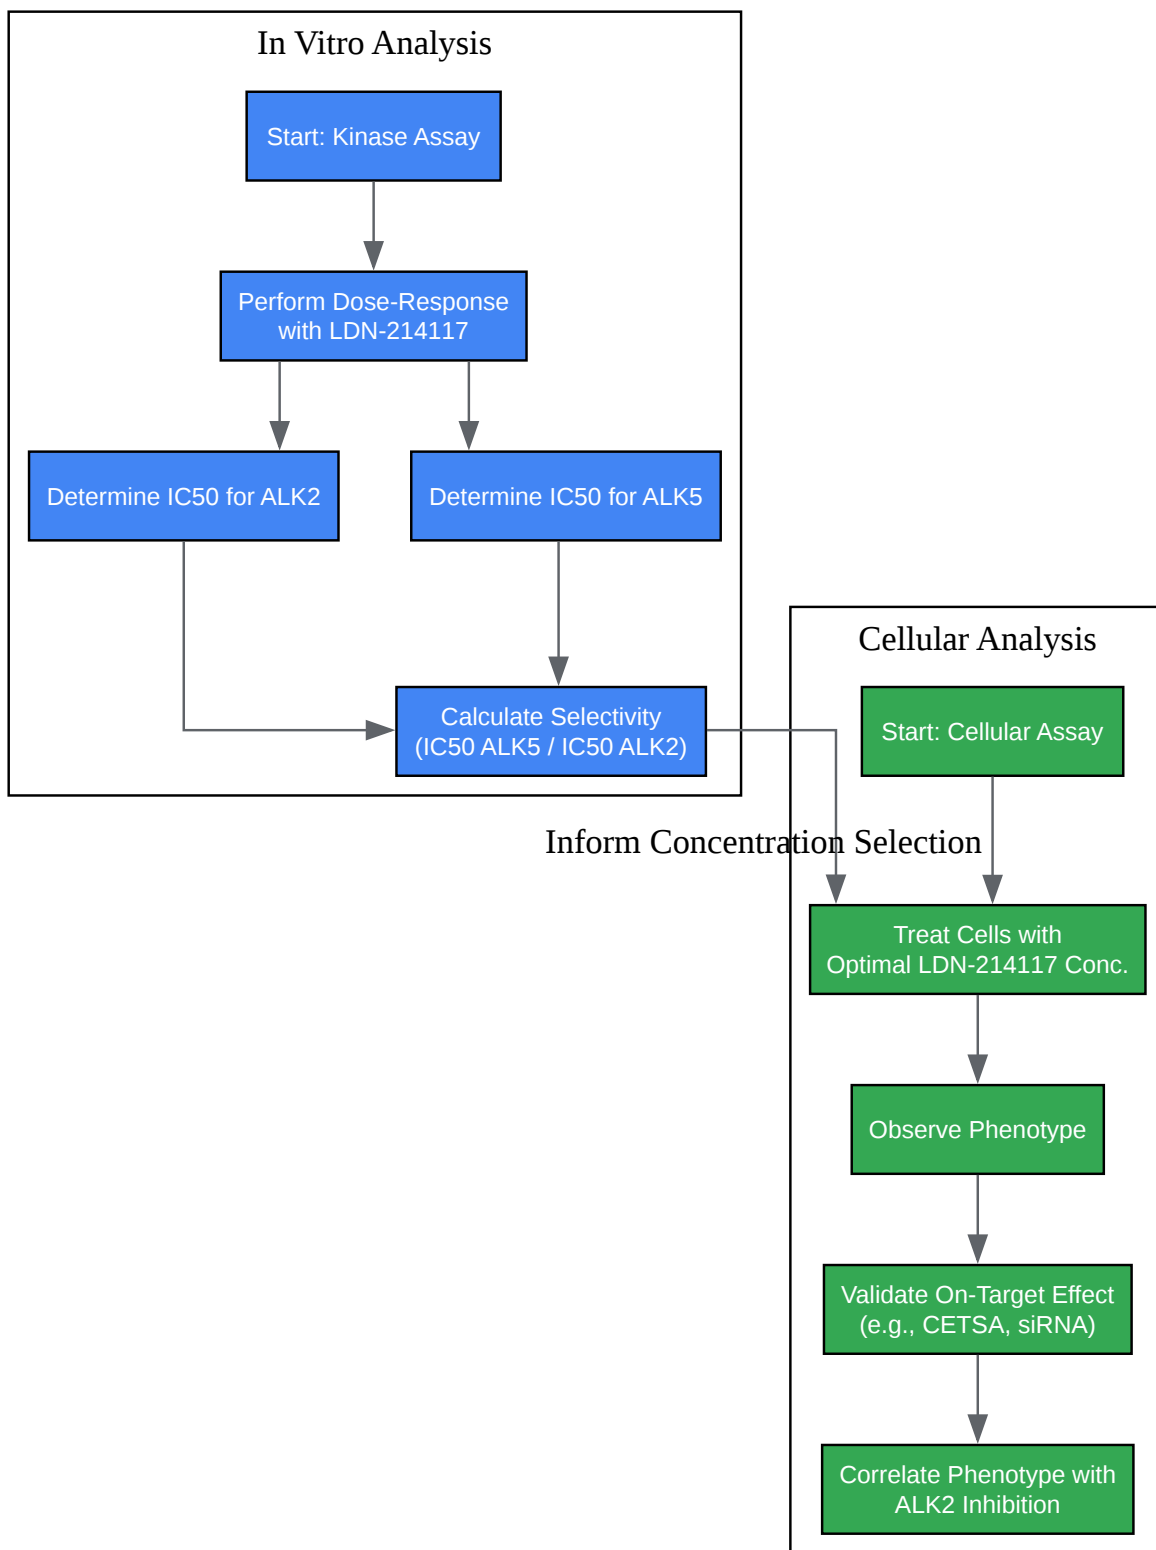 In Vitro Analysis
Start: Kinase Assay
Perform Dose-Response
with LDN-214117
Determine IC50 for ALK2
Determine IC50 for ALK5
Calculate Selectivity
(IC50 ALK5 / IC50 ALK2)
Inform Concentration Selection
Cellular Analysis
Start: Cellular Assay
Treat Cells with
Optimal LDN-214117 Conc.
Observe Phenotype
Validate On-Target Effect
(e.g., CETSA, siRNA)
Correlate Phenotype with
ALK2 Inhibition